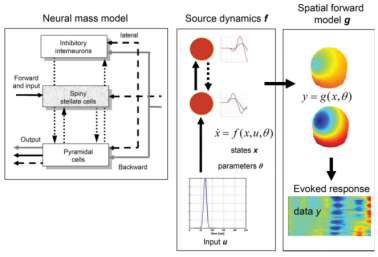 Neural mass model
Source dynamics f
Spatial forward
model g
Inhibitory
interneurons
lateral
Forward
and input
Spiny
stellate cells
Output
Pyramidal
cells
Backward
ẋ = f(x,u,θ)
states x
parameters θ
Input u
y = g(x,θ)
Evoked response
data y